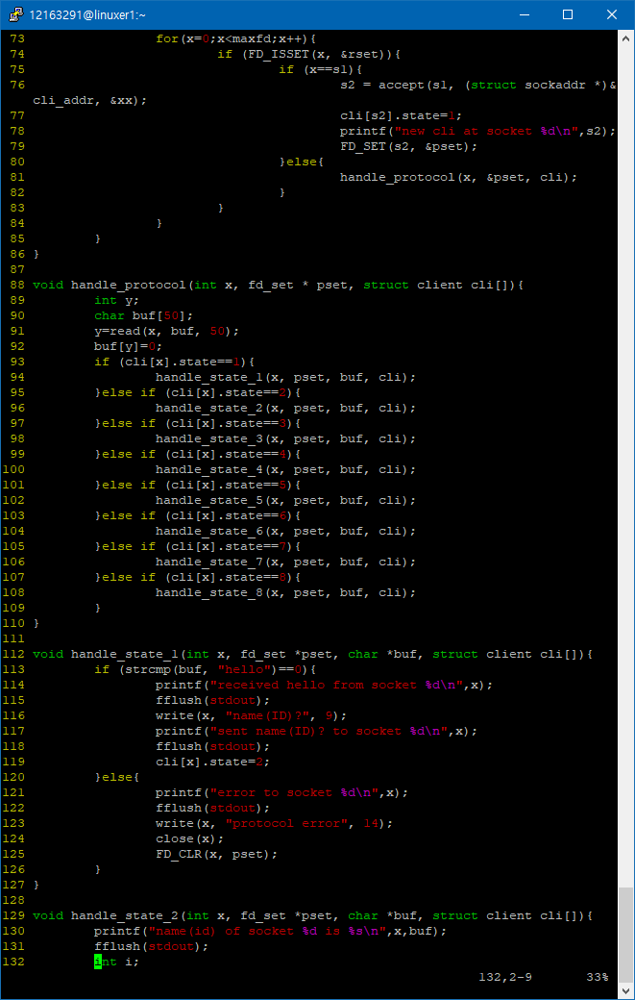 12163291@linuxer1:~
73 for(x=0;x<maxfd;x++){
74 if (FD_ISSET(x, &rset)){
75 if (x==s1){
76 s2 = accept(s1, (struct sockaddr *)&
cli_addr, &xx);
77 cli[s2].state=1;
78 printf("new cli at socket %d\n",s2);
79 FD_SET(s2, &pset);
80 }else{
81 handle_protocol(x, &pset, cli);
82 }
83 }
84 }
85 }
86 }
87
88 void handle_protocol(int x, fd_set * pset, struct client cli[]){
89 int y;
90 char buf[50];
91 y=read(x, buf, 50);
92 buf[y]=0;
93 if (cli[x].state==1){
94 handle_state_1(x, pset, buf, cli);
95 }else if (cli[x].state==2){
96 handle_state_2(x, pset, buf, cli);
97 }else if (cli[x].state==3){
98 handle_state_3(x, pset, buf, cli);
99 }else if (cli[x].state==4){
100 handle_state_4(x, pset, buf, cli);
101 }else if (cli[x].state==5){
102 handle_state_5(x, pset, buf, cli);
103 }else if (cli[x].state==6){
104 handle_state_6(x, pset, buf, cli);
105 }else if (cli[x].state==7){
106 handle_state_7(x, pset, buf, cli);
107 }else if (cli[x].state==8){
108 handle_state_8(x, pset, buf, cli);
109 }
110 }
111
112 void handle_state_1(int x, fd_set *pset, char *buf, struct client cli[]){
113 if (strcmp(buf, "hello")==0){
114 printf("received hello from socket %d\n",x);
115 fflush(stdout);
116 write(x, "name(ID)?", 9);
117 printf("sent name(ID)? to socket %d\n",x);
118 fflush(stdout);
119 cli[x].state=2;
120 }else{
121 printf("error to socket %d\n",x);
122 fflush(stdout);
123 write(x, "protocol error", 14);
124 close(x);
125 FD_CLR(x, pset);
126 }
127 }
128
129 void handle_state_2(int x, fd_set *pset, char *buf, struct client cli[]){
130 printf("name(id) of socket %d is %s\n",x,buf);
131 fflush(stdout);
132 int i;
132,2-9 33%